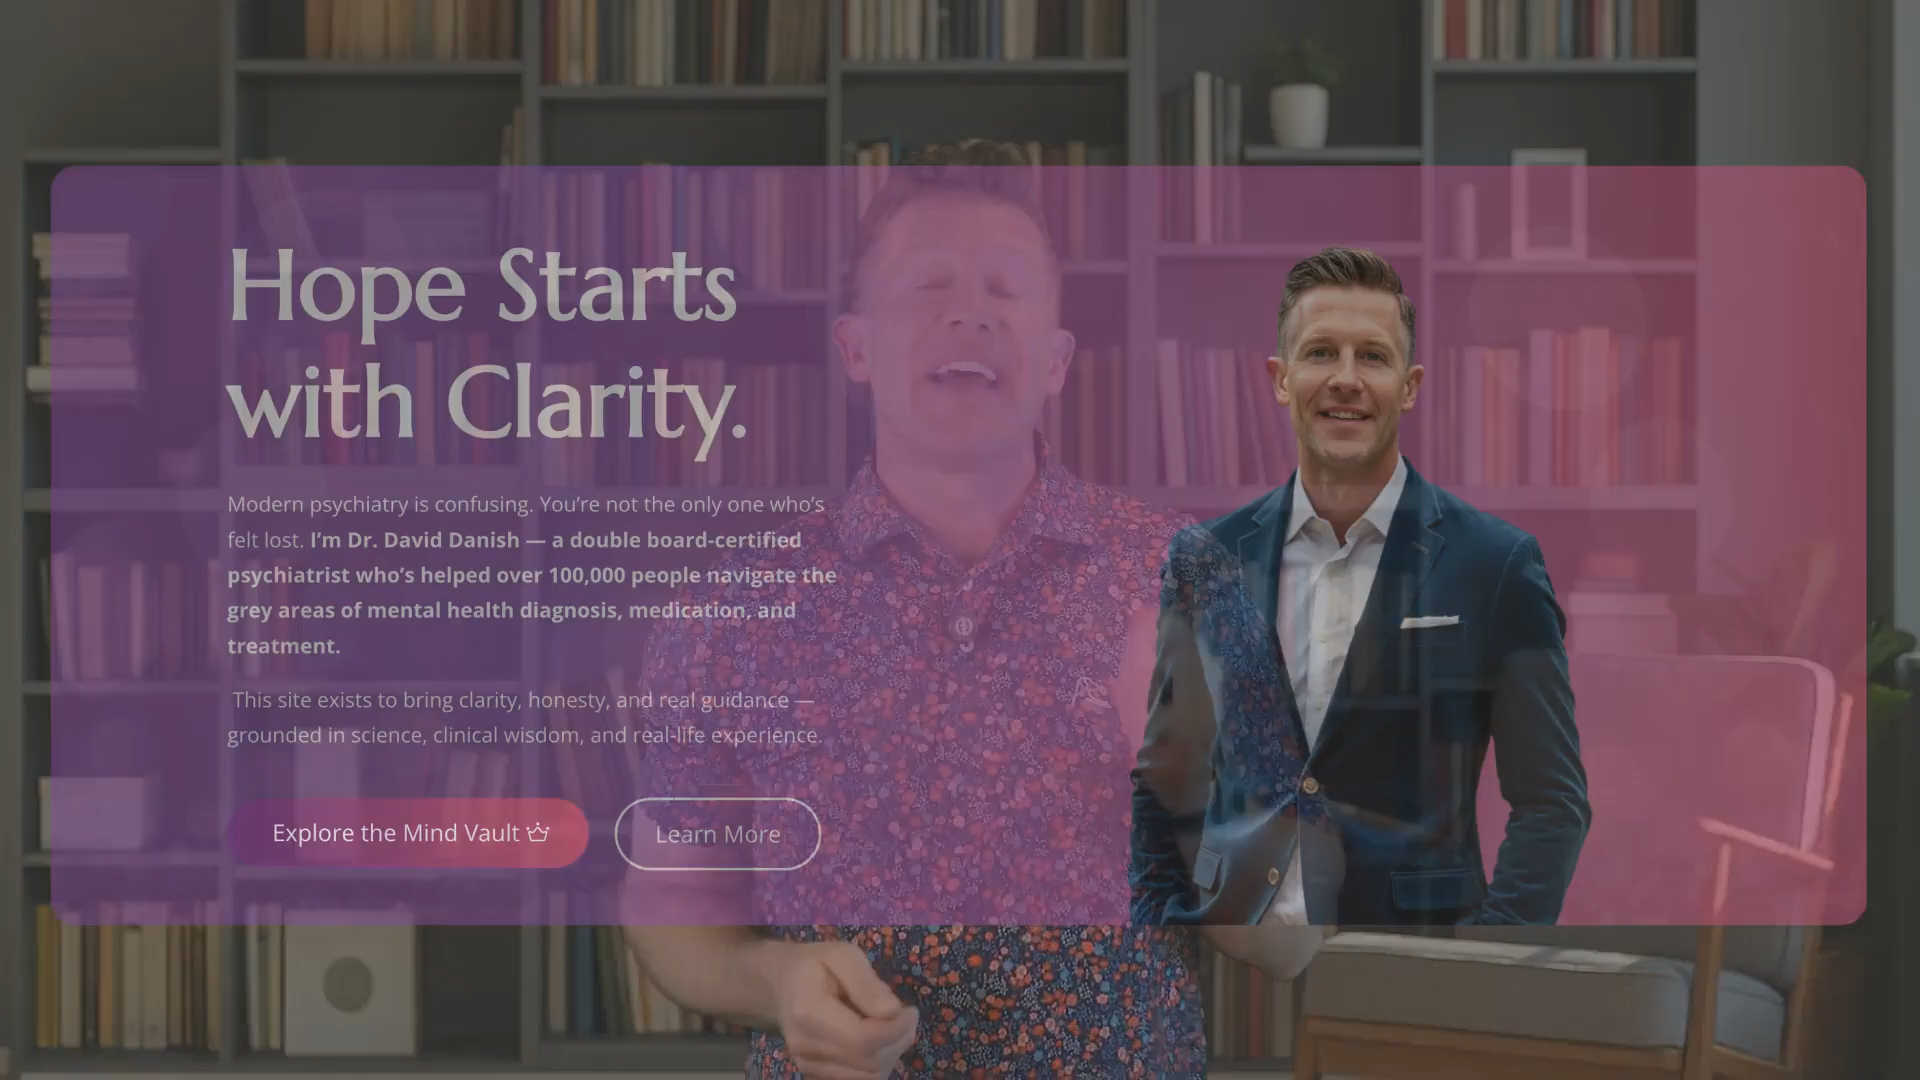 Hope Starts
with Clarity.
Modern psychiatry is confusing. You’re not the only one who’s
felt lost. I’m Dr. David Danish — a double board-certified
psychiatrist who’s helped over 100,000 people navigate the
grey areas of mental health diagnosis, medication, and
treatment.
This site exists to bring clarity, honesty, and real guidance —
grounded in science, clinical wisdom, and real-life experience.
Explore the Mind Vault
Learn More